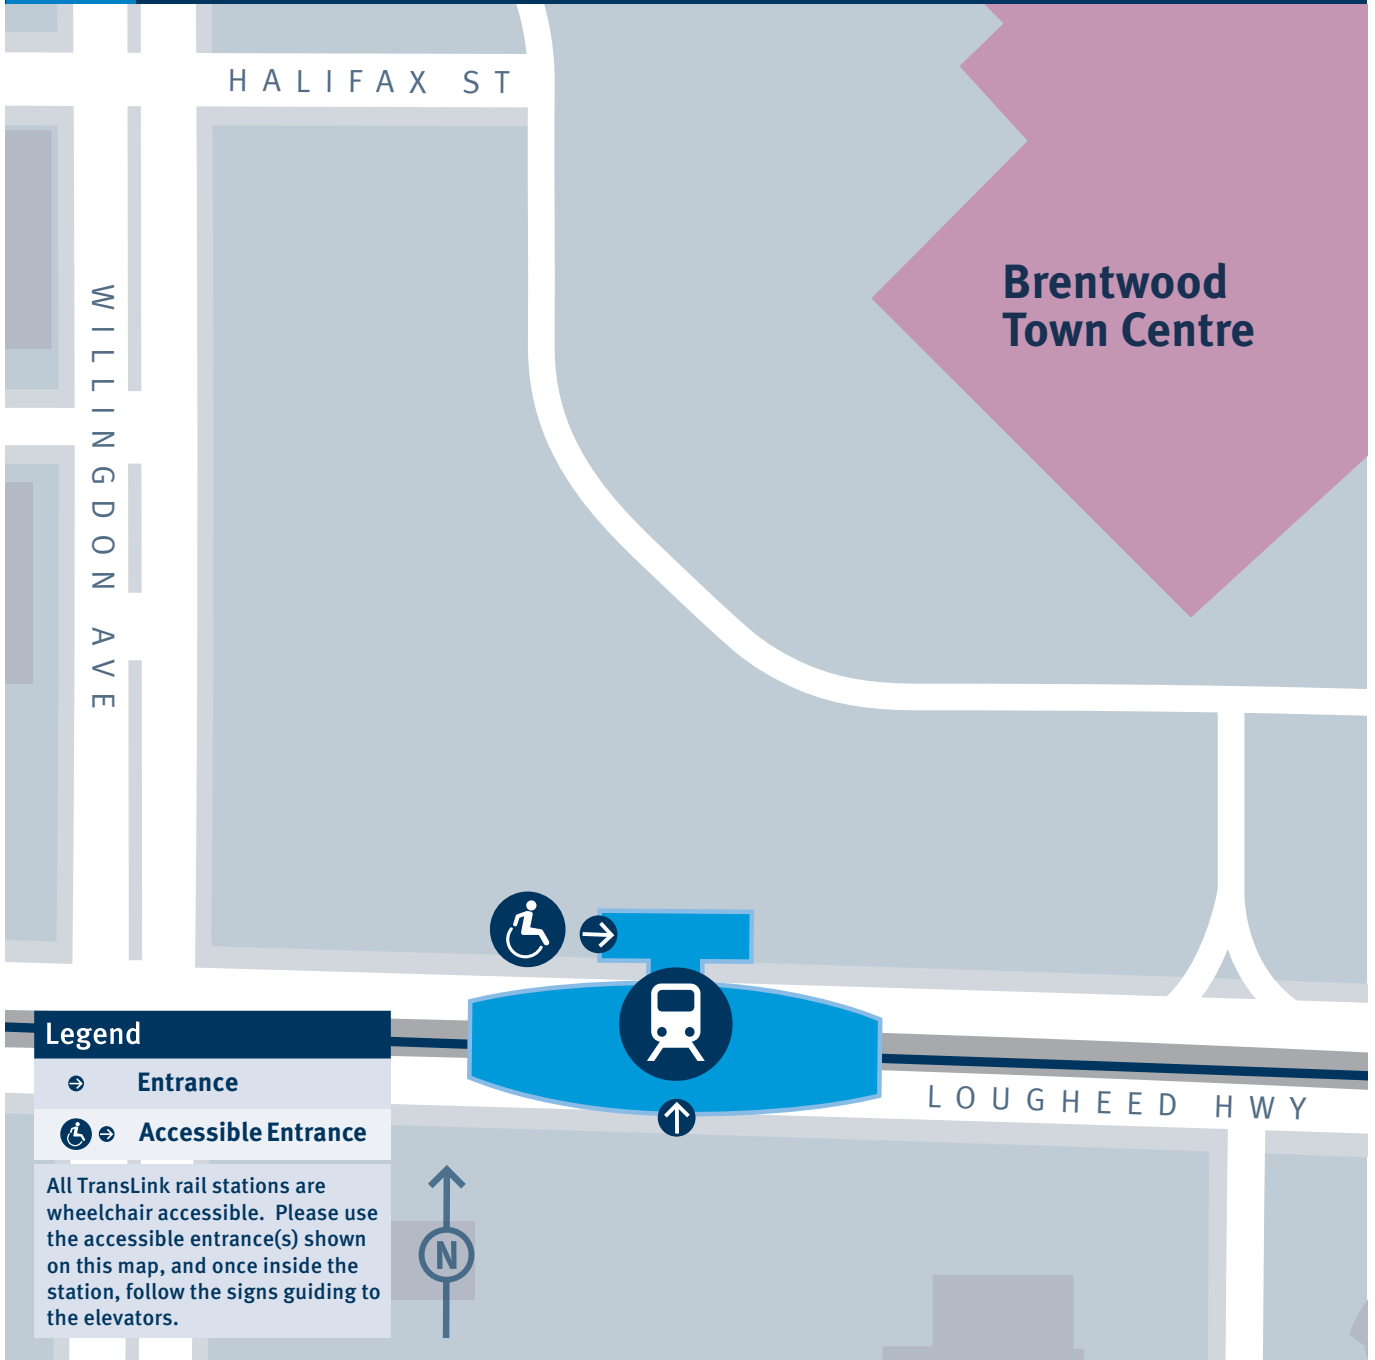 HALIFAX ST
WILLINGDON AVE
Brentwood
Town Centre
LOUGHEED HWY
Legend
Entrance
Accessible Entrance
All TransLink rail stations are
wheelchair accessible.  Please use
the accessible entrance(s) shown
on this map, and once inside the
station, follow the signs guiding to
the elevators.
N